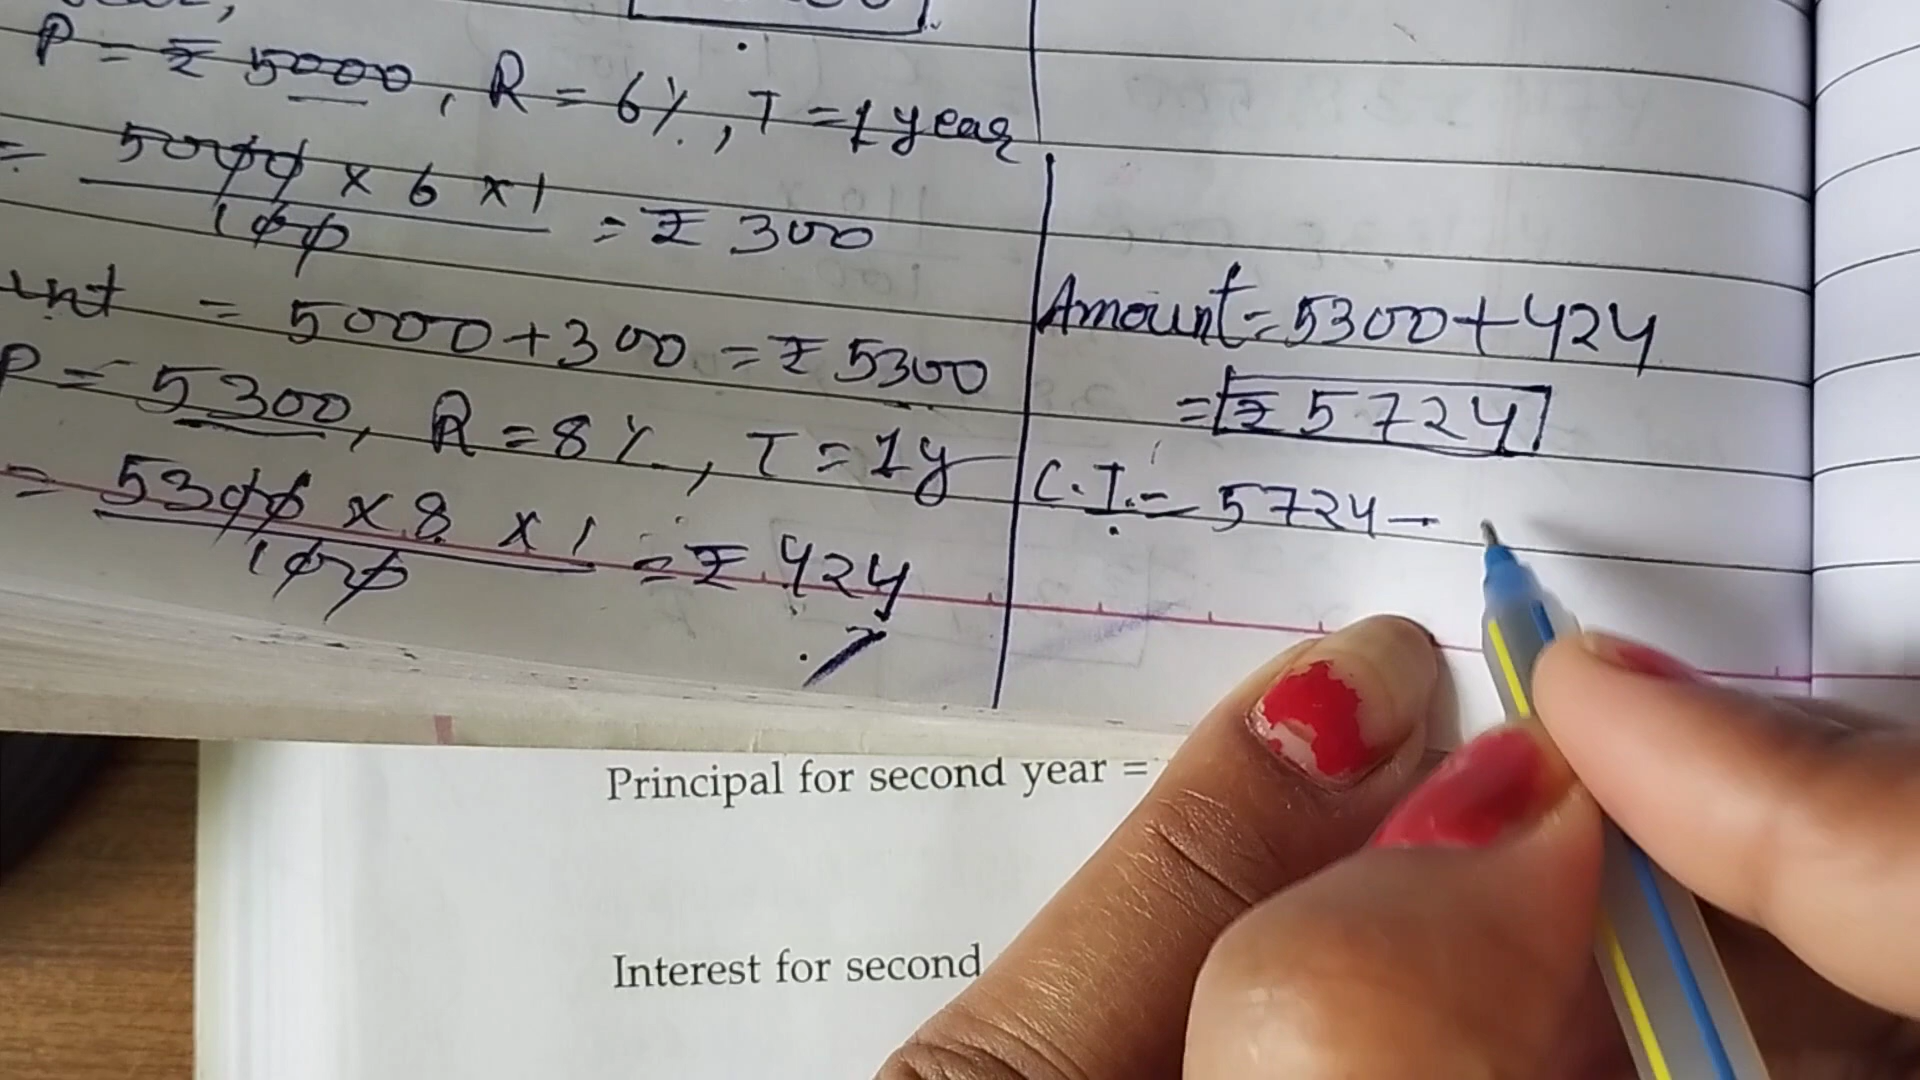 P = ₹ 5000, R = 6%, T = 1 year
= 5000 × 6 × 1 / 100 = ₹ 300
= 5000 + 300 = ₹ 5300
P = 5300, R = 8%, T = 1y
= 5300 × 8 × 1 / 100 = ₹ 424
Amount = 5300 + 424
= ₹ 5724
C.I. = 5724 -
Principal for second year =
Interest for second